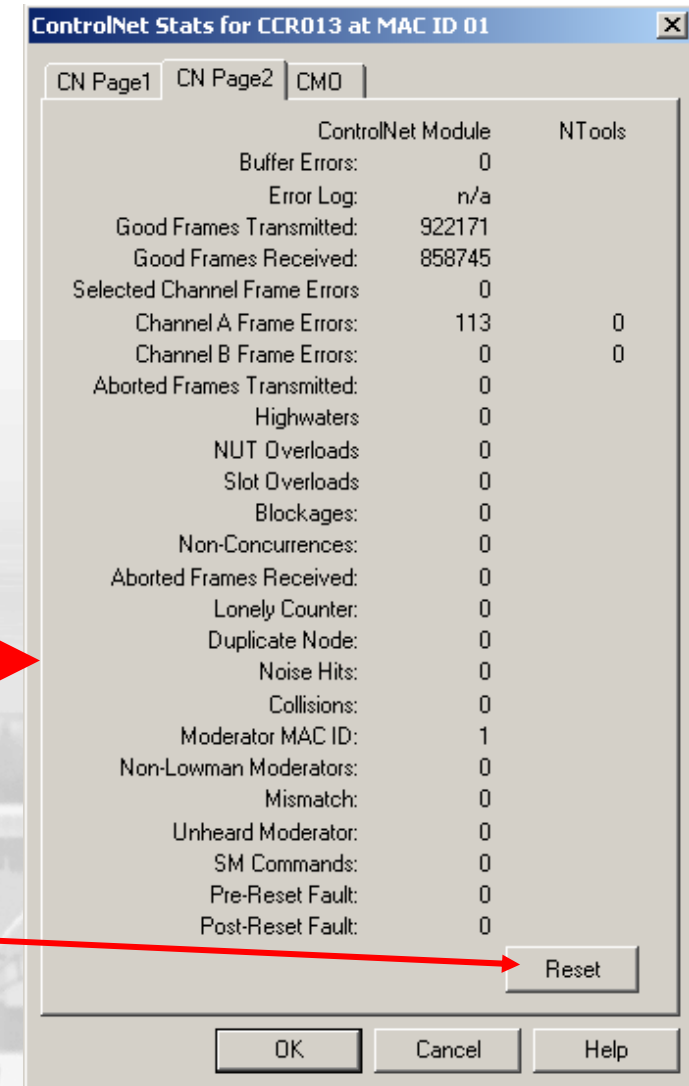 ControlNet Stats for CCR013 at MAC ID 01
CN Page1 CN Page2 CMO
ControlNet Module NTools
Buffer Errors: 0
Error Log: n/a
Good Frames Transmitted: 922171
Good Frames Received: 858745
Selected Channel Frame Errors 0
Channel A Frame Errors: 113 0
Channel B Frame Errors: 0 0
Aborted Frames Transmitted: 0
Highwaters 0
NUT Overloads 0
Slot Overloads 0
Blockages: 0
Non-Concurrences: 0
Aborted Frames Received: 0
Lonely Counter: 0
Duplicate Node: 0
Noise Hits: 0
Collisions: 0
Moderator MAC ID: 1
Non-Lowman Moderators: 0
Mismatch: 0
Unheard Moderator: 0
SM Commands: 0
Pre-Reset Fault: 0
Post-Reset Fault: 0
Reset
OK Cancel Help